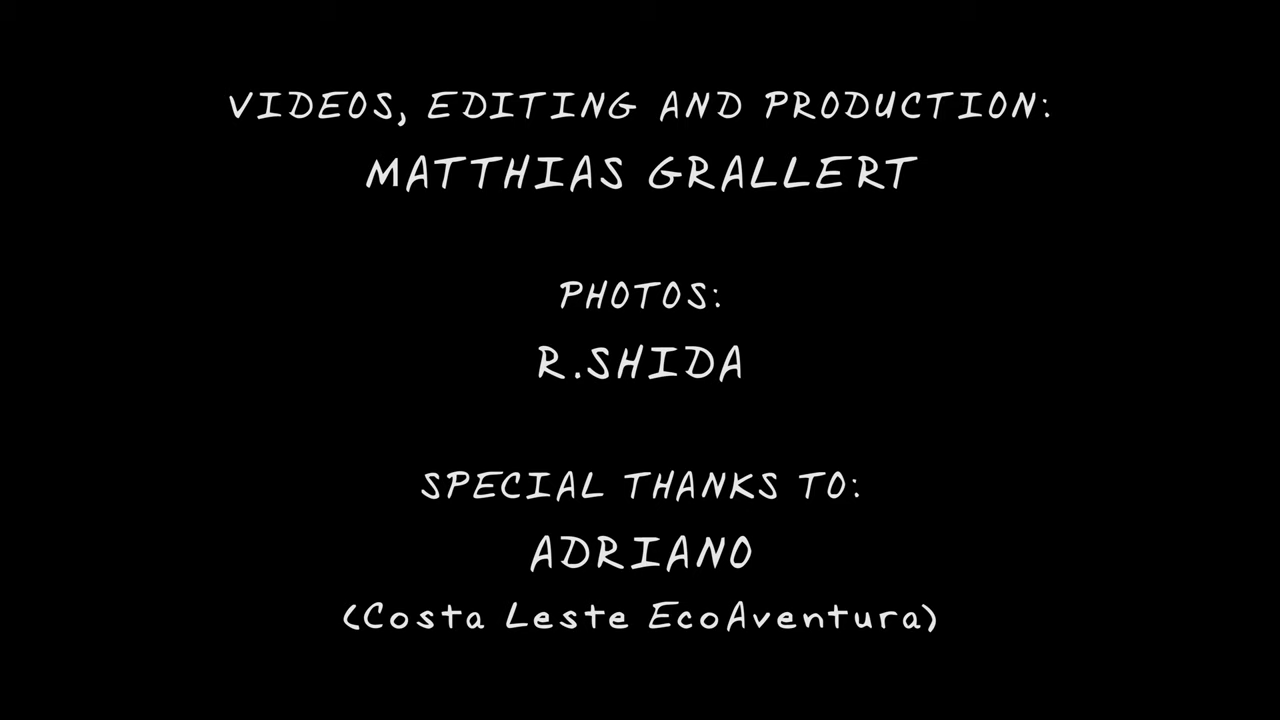 VIDEOS, EDITING AND PRODUCTION:
MATTHIAS GRALLERT
PHOTOS:
R.SHIDA
SPECIAL THANKS TO:
ADRIANO
(Costa Leste EcoAventura)